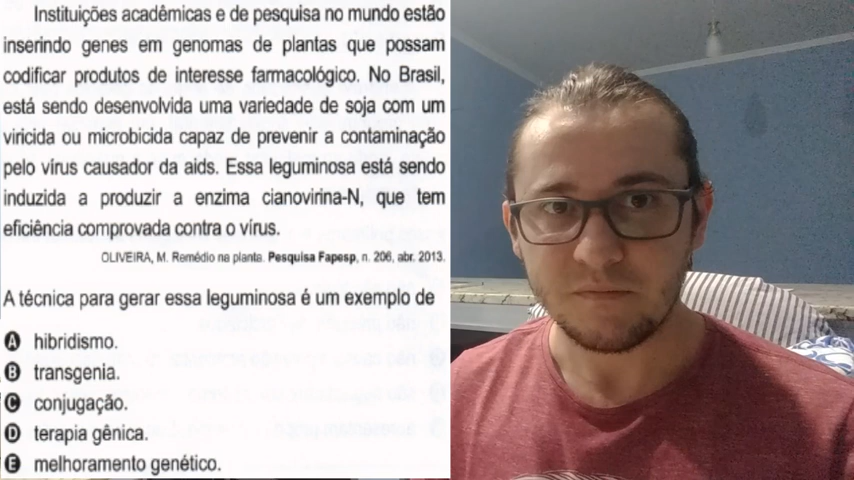 Instituições acadêmicas e de pesquisa no mundo estão
inserindo genes em genomas de plantas que possam
codificar produtos de interesse farmacológico. No Brasil,
está sendo desenvolvida uma variedade de soja com um
viricida ou microbicida capaz de prevenir a contaminação
pelo vírus causador da aids. Essa leguminosa está sendo
induzida a produzir a enzima cianovirina-N, que tem
eficiência comprovada contra o vírus.
OLIVEIRA, M. Remédio na planta. Pesquisa Fapesp, n. 206, abr. 2013.
A técnica para gerar essa leguminosa é um exemplo de
A hibridismo.
B transgenia.
C conjugação.
D terapia gênica.
E melhoramento genético.